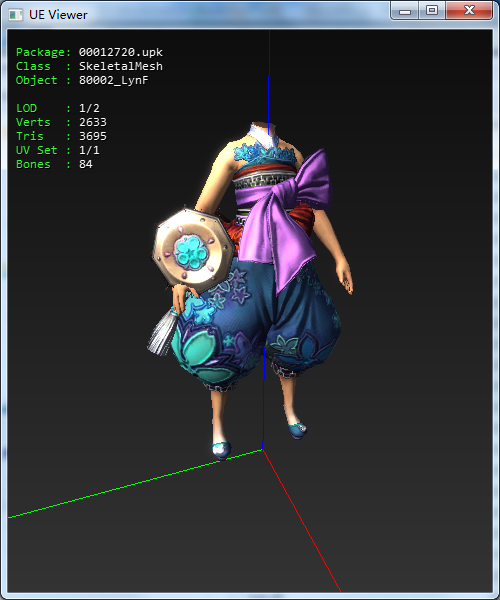 UE Viewer
Package: 00012720.upk
Class : SkeletalMesh
Object : 80002_LynF
LOD : 1/2
Verts : 2633
Tris : 3695
UV Set : 1/1
Bones : 84